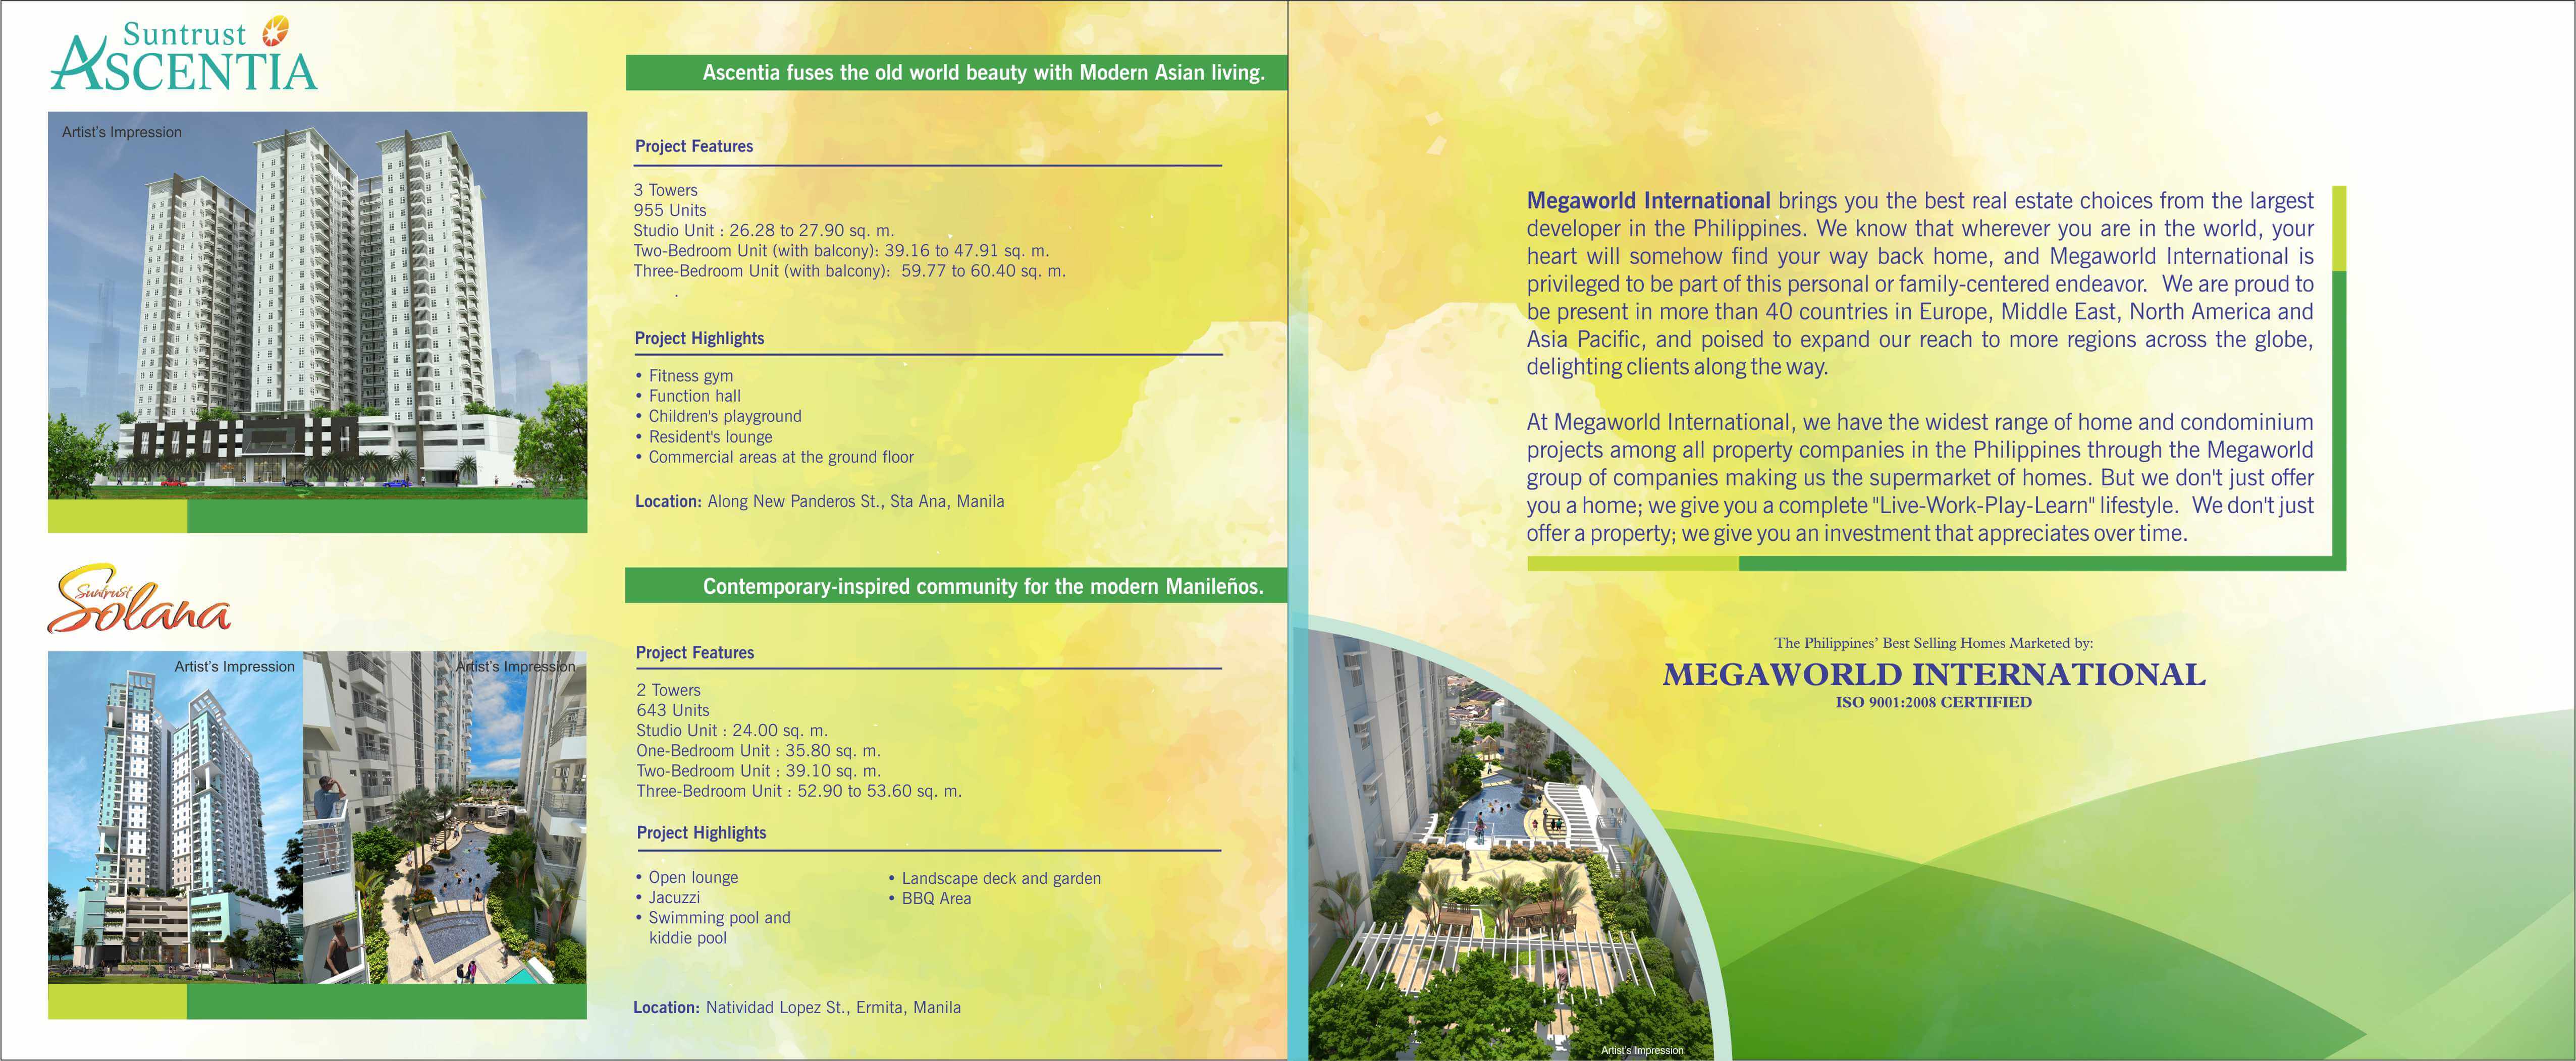 Suntrust
ASCENTIA
Artist's Impression
Ascentia fuses the old world beauty with Modern Asian living.
Project Features
3 Towers
955 Units
Studio Unit : 26.28 to 27.90 sq. m.
Two-Bedroom Unit (with balcony): 39.16 to 47.91 sq. m.
Three-Bedroom Unit (with balcony): 59.77 to 60.40 sq. m.
.
Project Highlights
• Fitness gym
• Function hall
• Children's playground
• Resident's lounge
• Commercial areas at the ground floor
Location: Along New Panderos St., Sta Ana, Manila
Suntrust
Solana
Artist's Impression
Artist's Impression
Contemporary-inspired community for the modern Manileños.
Project Features
2 Towers
643 Units
Studio Unit : 24.00 sq. m.
One-Bedroom Unit : 35.80 sq. m.
Two-Bedroom Unit : 39.10 sq. m.
Three-Bedroom Unit : 52.90 to 53.60 sq. m.
Project Highlights
• Open lounge
• Jacuzzi
• Swimming pool and
kiddie pool
• Landscape deck and garden
• BBQ Area
Location: Natividad Lopez St., Ermita, Manila
Megaworld International brings you the best real estate choices from the largest
developer in the Philippines. We know that wherever you are in the world, your
heart will somehow find your way back home, and Megaworld International is
privileged to be part of this personal or family-centered endeavor. We are proud to
be present in more than 40 countries in Europe, Middle East, North America and
Asia Pacific, and poised to expand our reach to more regions across the globe,
delighting clients along the way.
At Megaworld International, we have the widest range of home and condominium
projects among all property companies in the Philippines through the Megaworld
group of companies making us the supermarket of homes. But we don't just offer
you a home; we give you a complete "Live-Work-Play-Learn" lifestyle. We don't just
offer a property; we give you an investment that appreciates over time.
The Philippines' Best Selling Homes Marketed by:
MEGAWORLD INTERNATIONAL
ISO 9001:2008 CERTIFIED
Artist's Impression